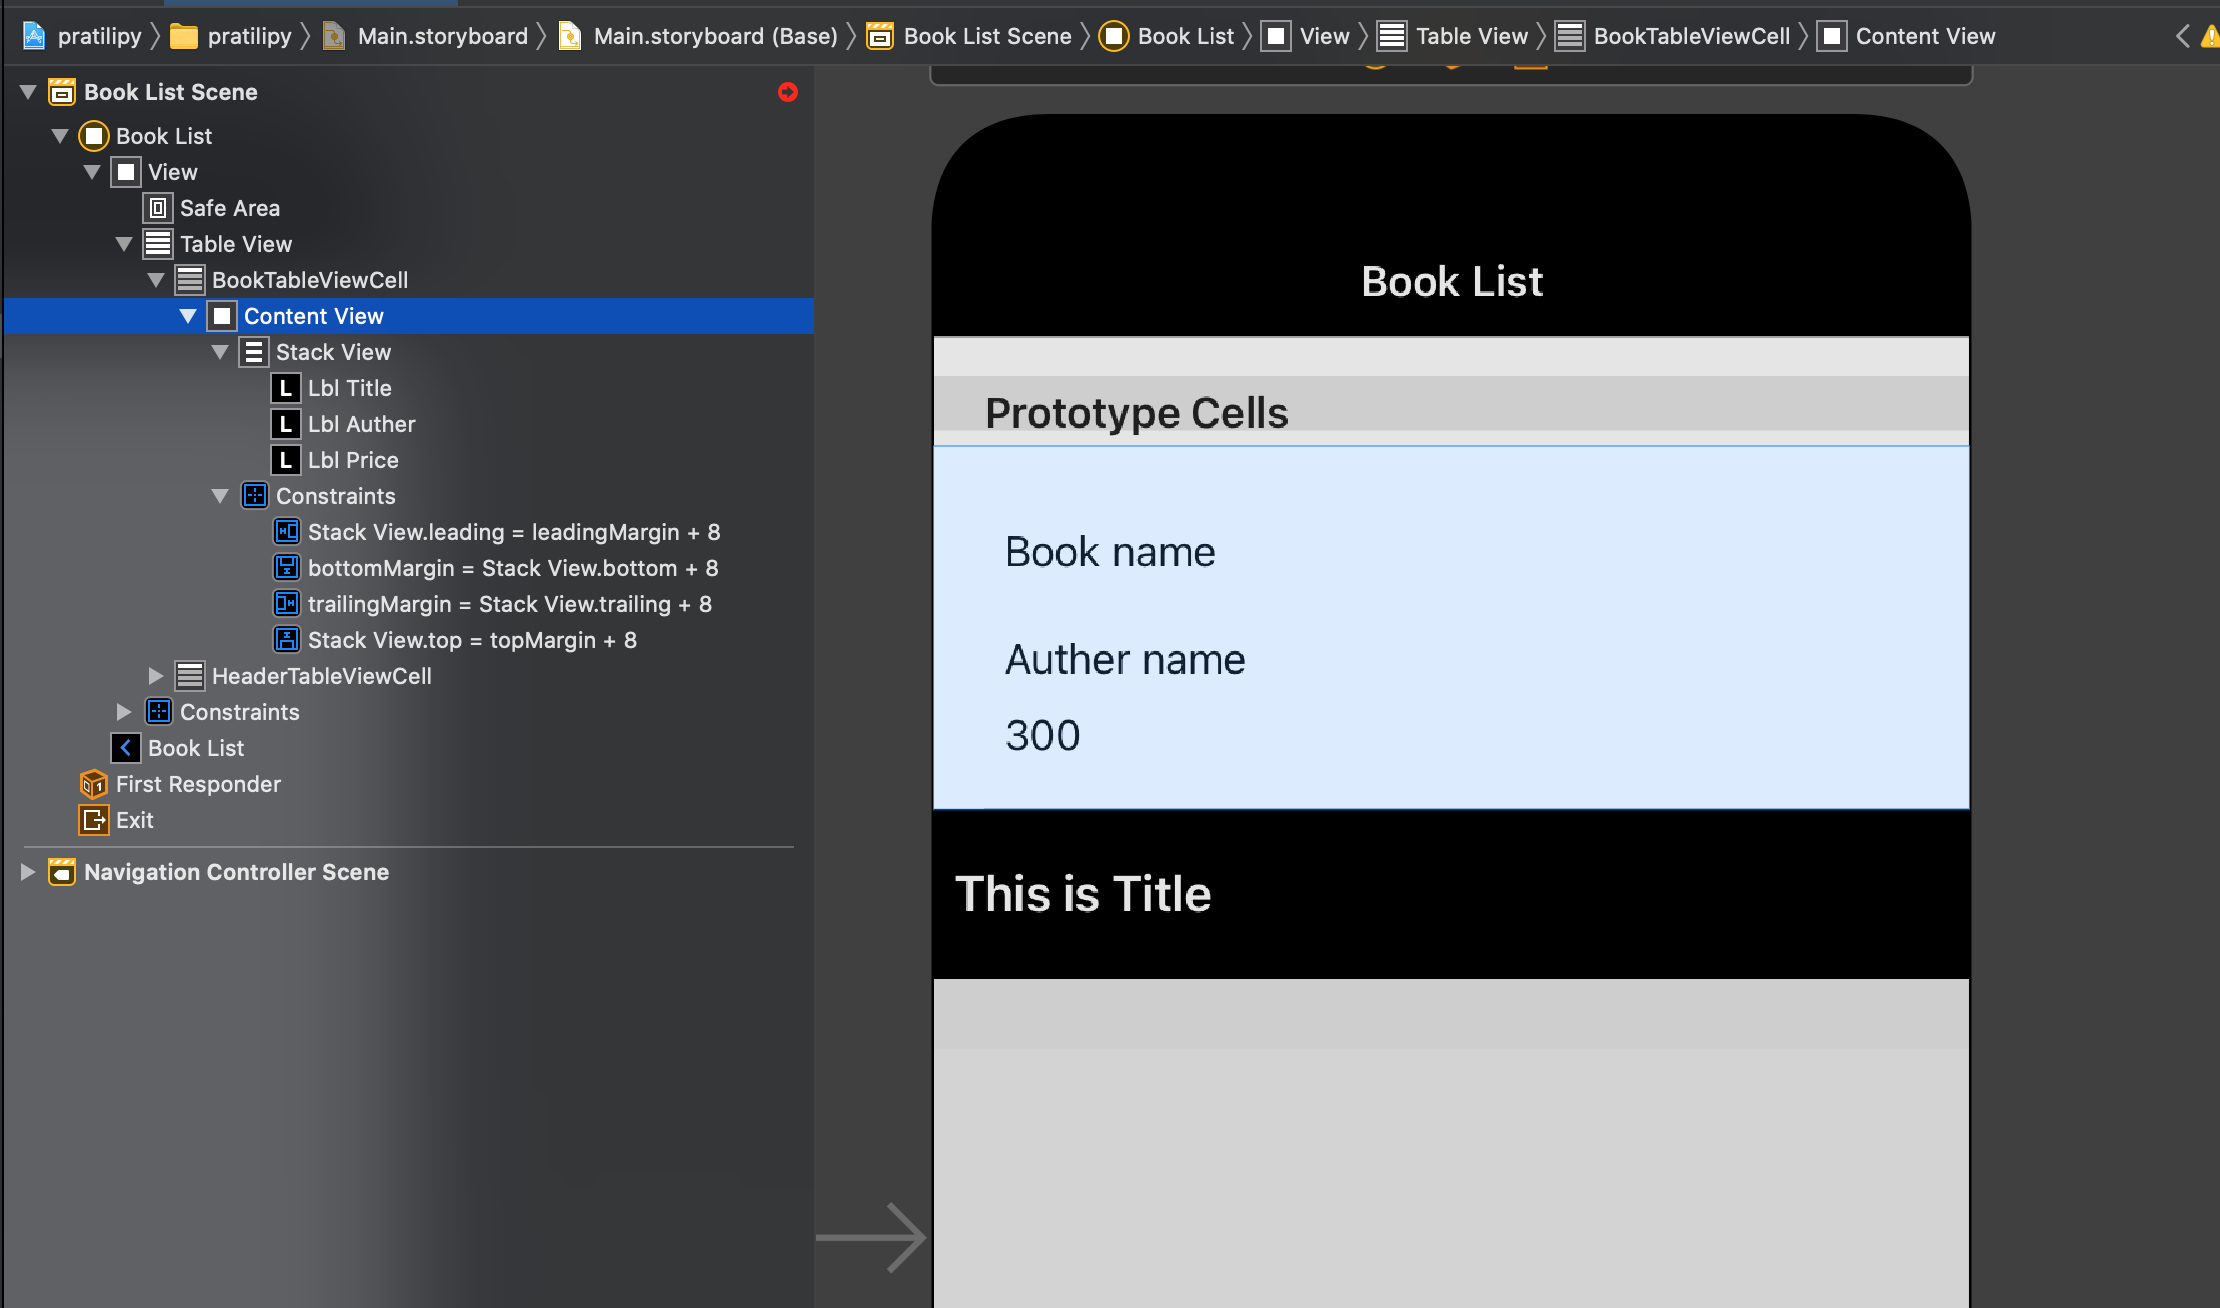 pratilipy
pratilipy
Main.storyboard
Main.storyboard (Base)
Book List Scene
Book List
View
Table View
BookTableViewCell
Content View
Book List Scene
Book List
View
Safe Area
Table View
BookTableViewCell
Content View
Stack View
L Lbl Title
L Lbl Auther
L Lbl Price
Constraints
Stack View.leading = leadingMargin + 8
bottomMargin = Stack View.bottom + 8
trailingMargin = Stack View.trailing + 8
Stack View.top = topMargin + 8
HeaderTableViewCell
Constraints
Book List
First Responder
Exit
Navigation Controller Scene
Book List
Prototype Cells
Book name
Auther name
300
This is Title